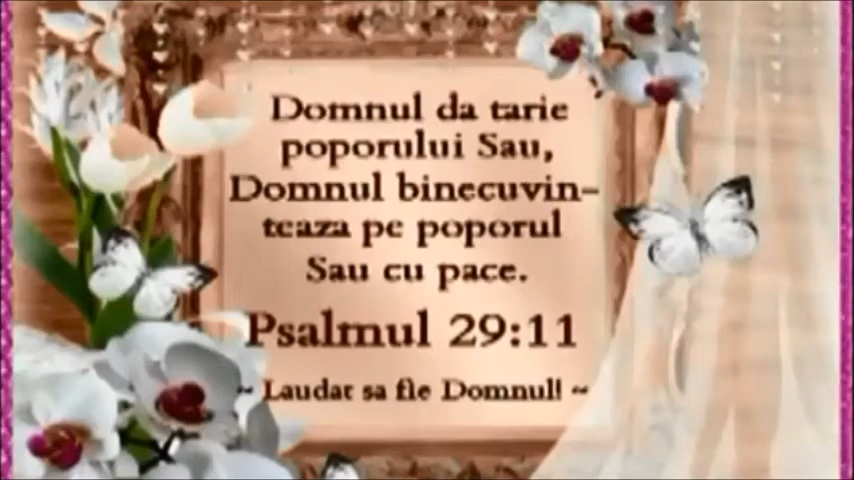 Domnul da tarie
poporului Sau,
Domnul binecuvin-
teaza pe poporul
Sau cu pace.
Psalmul 29:11
~ Laudat sa fie Domnul! ~